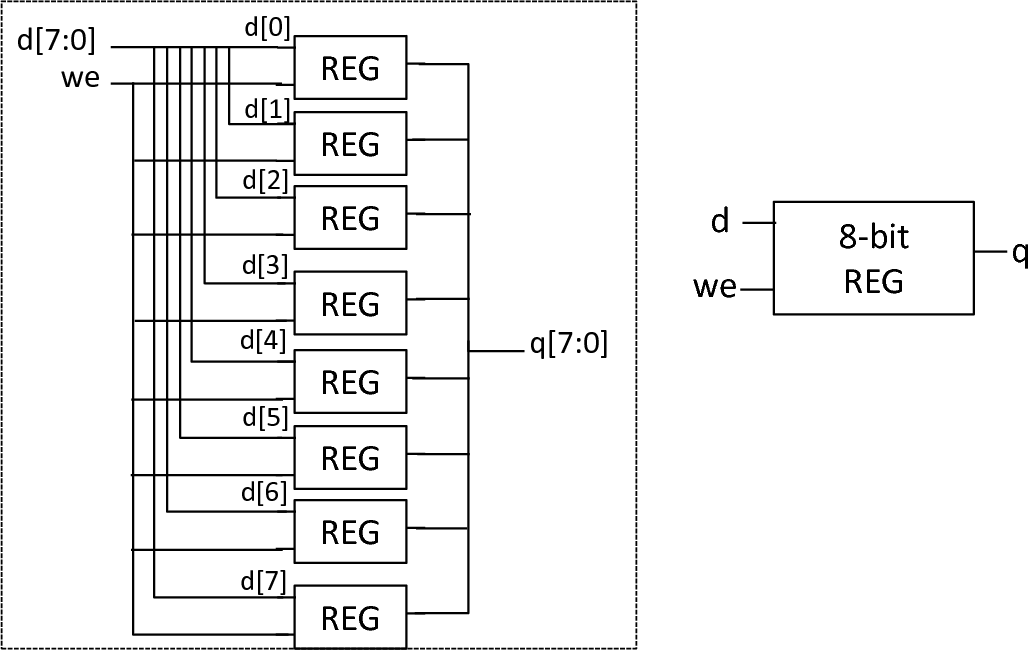 d[7:0]
we
d[0]
REG
d[1]
REG
d[2]
REG
d[3]
REG
d[4]
REG
d[5]
REG
d[6]
REG
d[7]
REG
q[7:0]
d
we
8-bit
REG
q